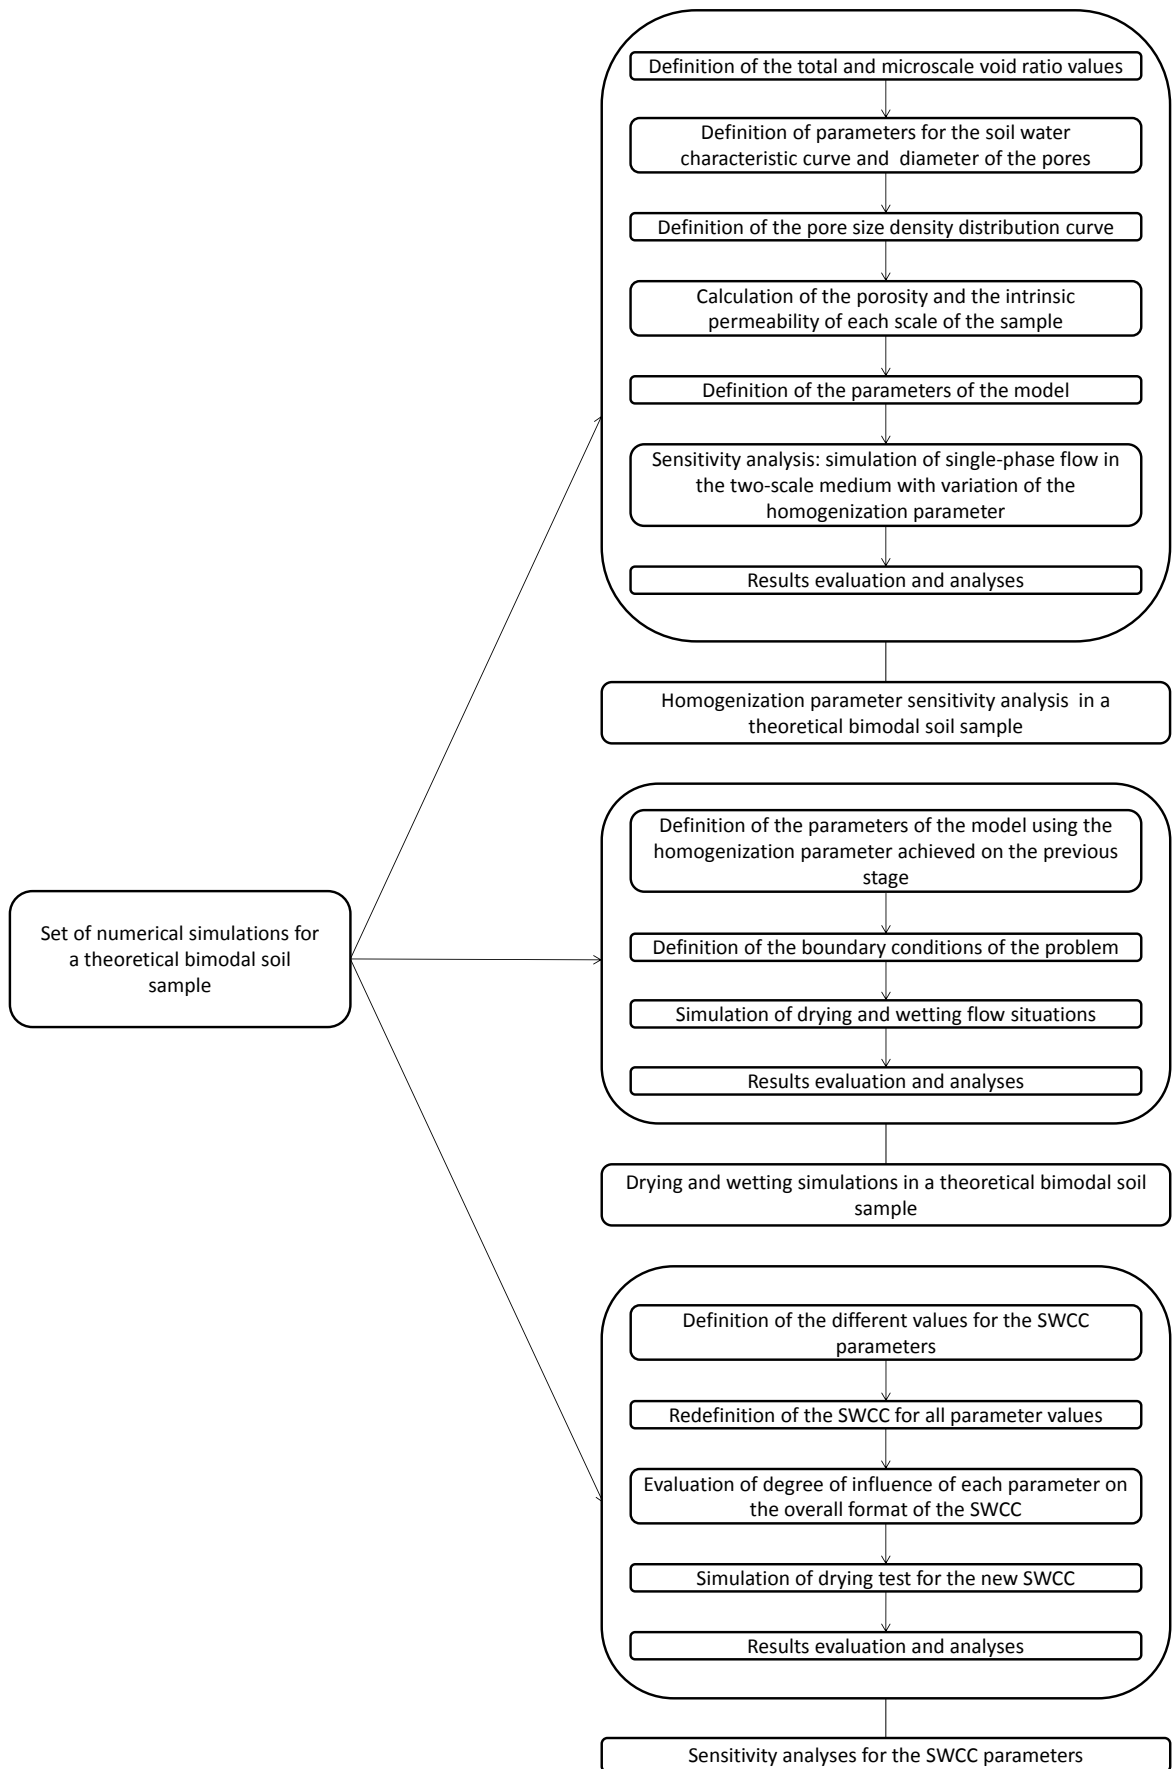 Definition of the total and microscale void ratio values
Definition of parameters for the soil water
characteristic curve and  diameter of the pores
Definition of the pore size density distribution curve
Calculation of the porosity and the intrinsic
permeability of each scale of the sample
Definition of the parameters of the model
Sensitivity analysis: simulation of single-phase flow in
the two-scale medium with variation of the
homogenization parameter
Results evaluation and analyses
Homogenization parameter sensitivity analysis  in a
theoretical bimodal soil sample
Set of numerical simulations for
a theoretical bimodal soil
sample
Definition of the parameters of the model using the
homogenization parameter achieved on the previous
stage
Definition of the boundary conditions of the problem
Simulation of drying and wetting flow situations
Results evaluation and analyses
Drying and wetting simulations in a theoretical bimodal soil
sample
Definition of the different values for the SWCC
parameters
Redefinition of the SWCC for all parameter values
Evaluation of degree of influence of each parameter on
the overall format of the SWCC
Simulation of drying test for the new SWCC
Results evaluation and analyses
Sensitivity analyses for the SWCC parameters